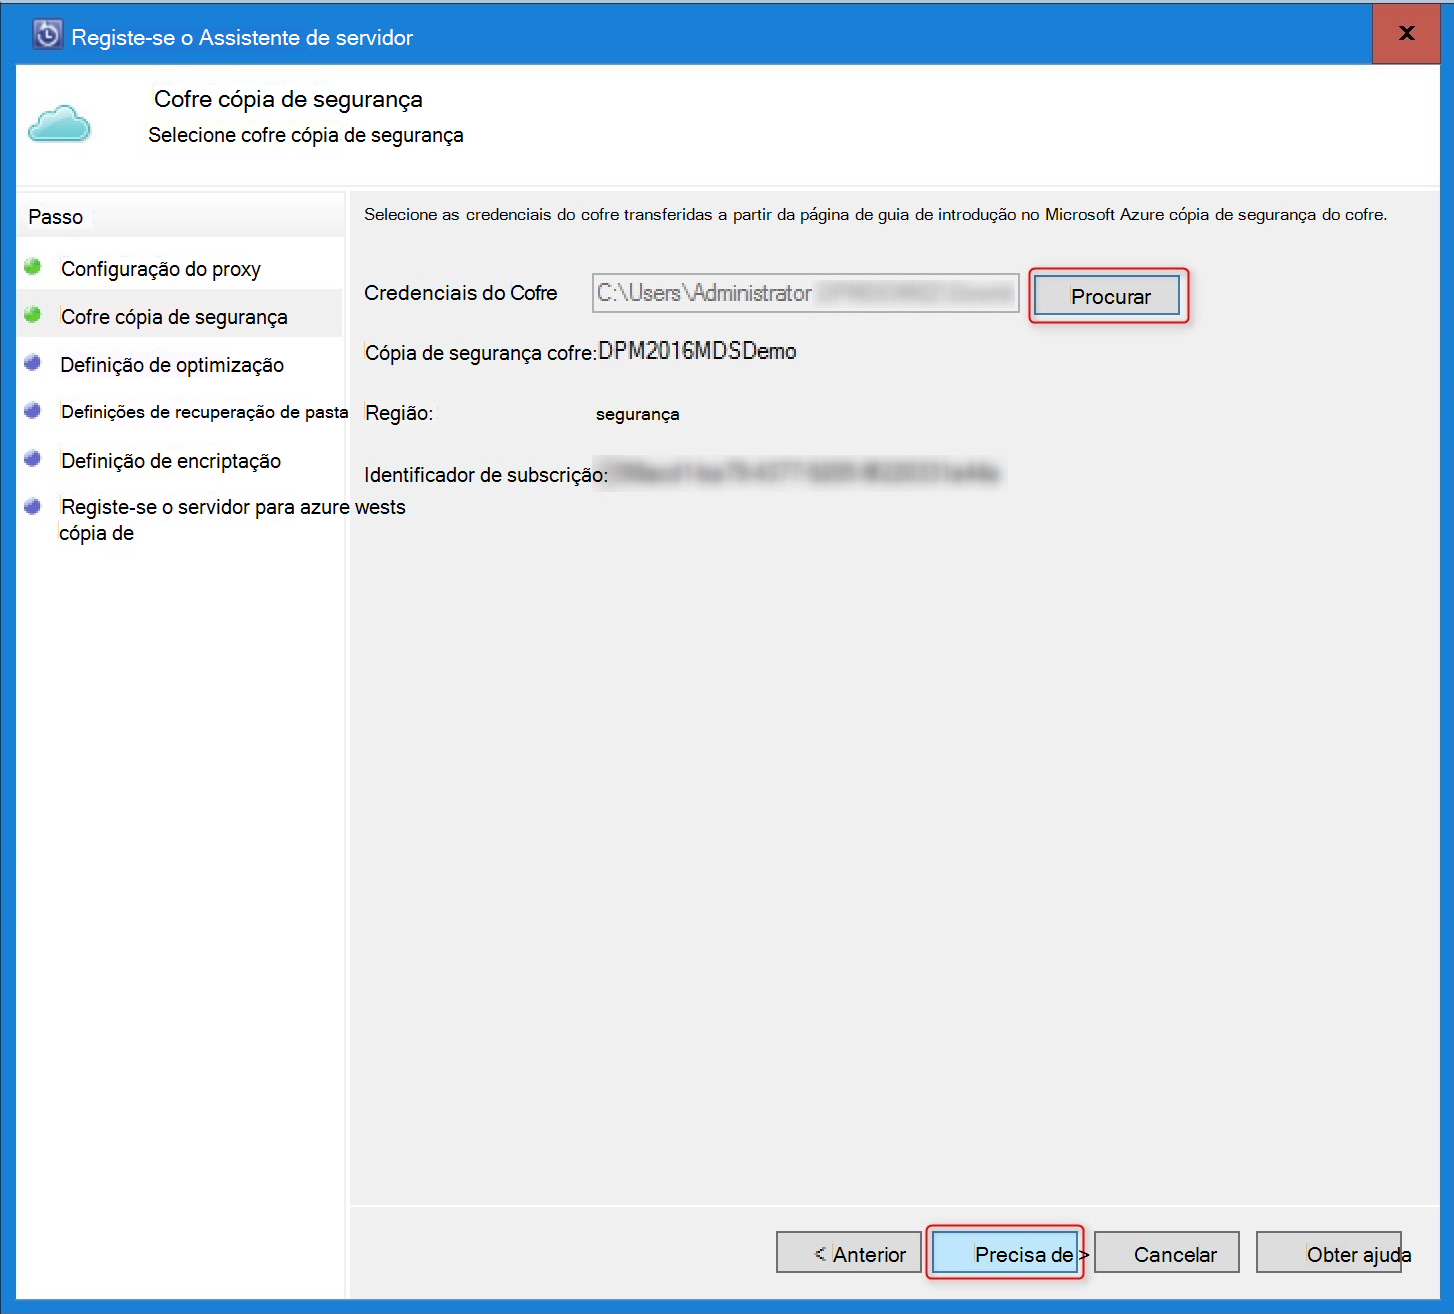 Registe-se o Assistente de servidor
x
Cofre cópia de segurança
Selecione cofre cópia de segurança
Passo
Configuração do proxy
Cofre cópia de segurança
Definição de optimização
Definições de recuperação de pasta
Definição de encriptação
Registe-se o servidor para azure wests
cópia de
Selecione as credenciais do cofre transferidas a partir da página de guia de introdução no Microsoft Azure cópia de segurança do cofre.
Credenciais do Cofre C:\Users\Administrator Procurar
Cópia de segurança cofre: DPM2016MDSDemo
Região: segurança
Identificador de subscrição:
< Anterior Precisa de > Cancelar Obter ajuda